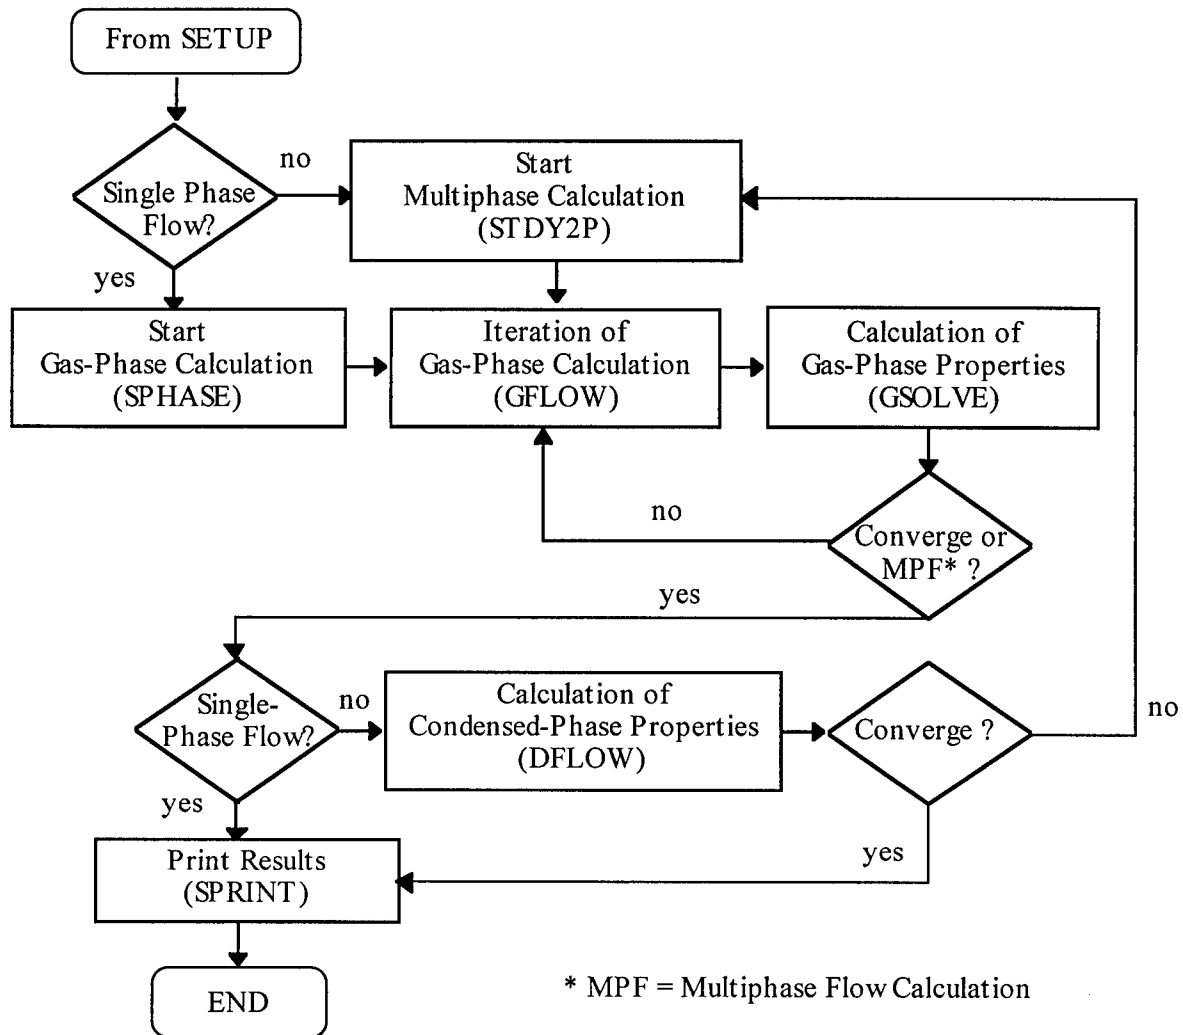 From SETUP
no
Single Phase
Flow?
Start
Multiphase Calculation
(STDY2P)
yes
Start
Gas-Phase Calculation
(SPHASE)
Iteration of
Gas-Phase Calculation
(GFLOW)
Calculation of
Gas-Phase Properties
(GSOLVE)
no
Converge or
MPF* ?
yes
Single-
Phase Flow?
no
Calculation of
Condensed-Phase Properties
(DFLOW)
Converge ?
no
yes
yes
Print Results
(SPRINT)
END
* MPF = Multiphase Flow Calculation